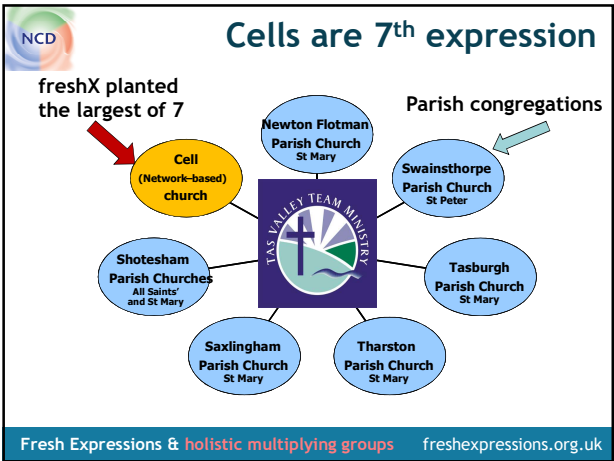 NCD
Cells are 7th expression
freshX planted
the largest of 7
Parish congregations
Newton Flotman
Parish Church
St Mary
Cell
(Network-based)
church
Swainsthorpe
Parish Church
St Peter
TAS VALLEY TEAM MINISTRY
Shotesham
Parish Churches
All Saints'
and St Mary
Tasburgh
Parish Church
St Mary
Saxlingham
Parish Church
St Mary
Tharston
Parish Church
St Mary
Fresh Expressions & holistic multiplying groups freshexpressions.org.uk